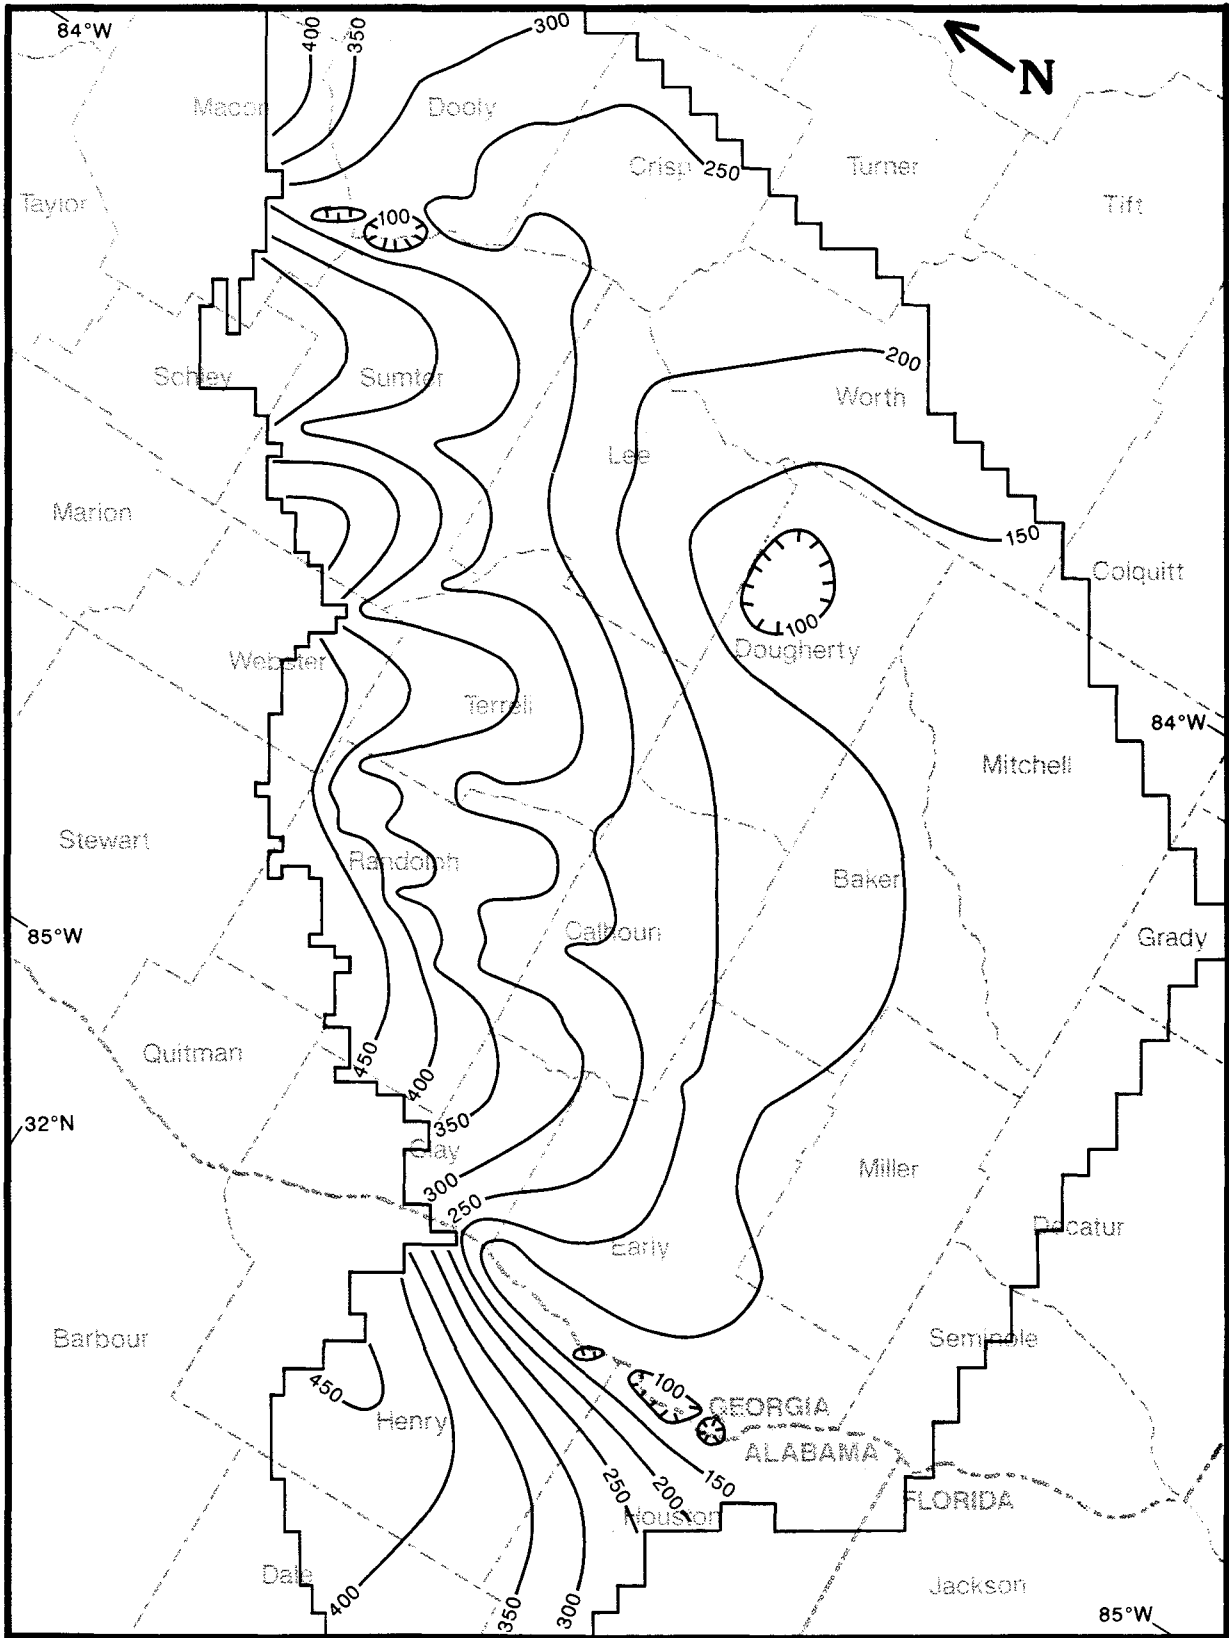 84°W
400
350
300
N
Macon
Dooly
Crisp
250
Turner
Taylor
Tift
100
Schley
Sumter
200
Worth
Lee
Marion
150
Colquitt
100
Dougherty
Webster
Terrell
84°W
Mitchell
Stewart
Randolph
Baker
85°W
Calhoun
Grady
Quitman
450
400
350
32°N
Clay
300
250
Miller
Early
Decatur
Barbour
Seminole
450
100
GEORGIA
Henry
ALABAMA
250
200
150
Houston
FLORIDA
Dale
400
350
300
Jackson
85°W